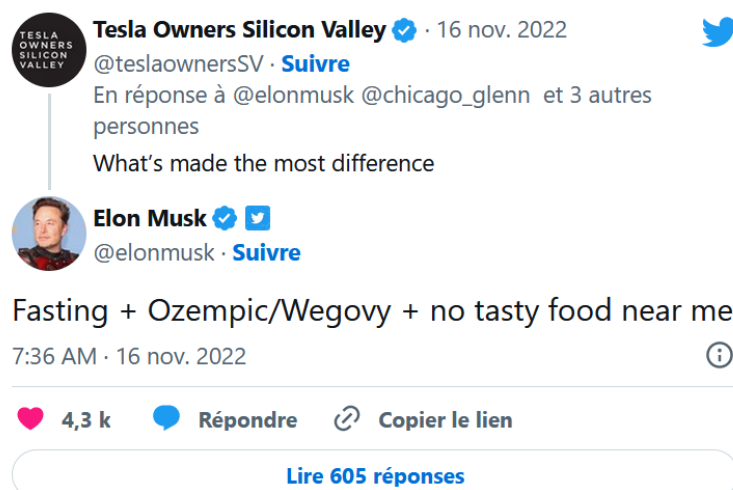 TESLA
OWNERS
SILICON
VALLEY
Tesla Owners Silicon Valley · 16 nov. 2022
@teslaownersSV · Suivre
En réponse à @elonmusk @chicago_glenn et 3 autres
personnes
What's made the most difference
Elon Musk
@elonmusk · Suivre
Fasting + Ozempic/Wegovy + no tasty food near me
7:36 AM · 16 nov. 2022
4,3 k Répondre Copier le lien
Lire 605 réponses